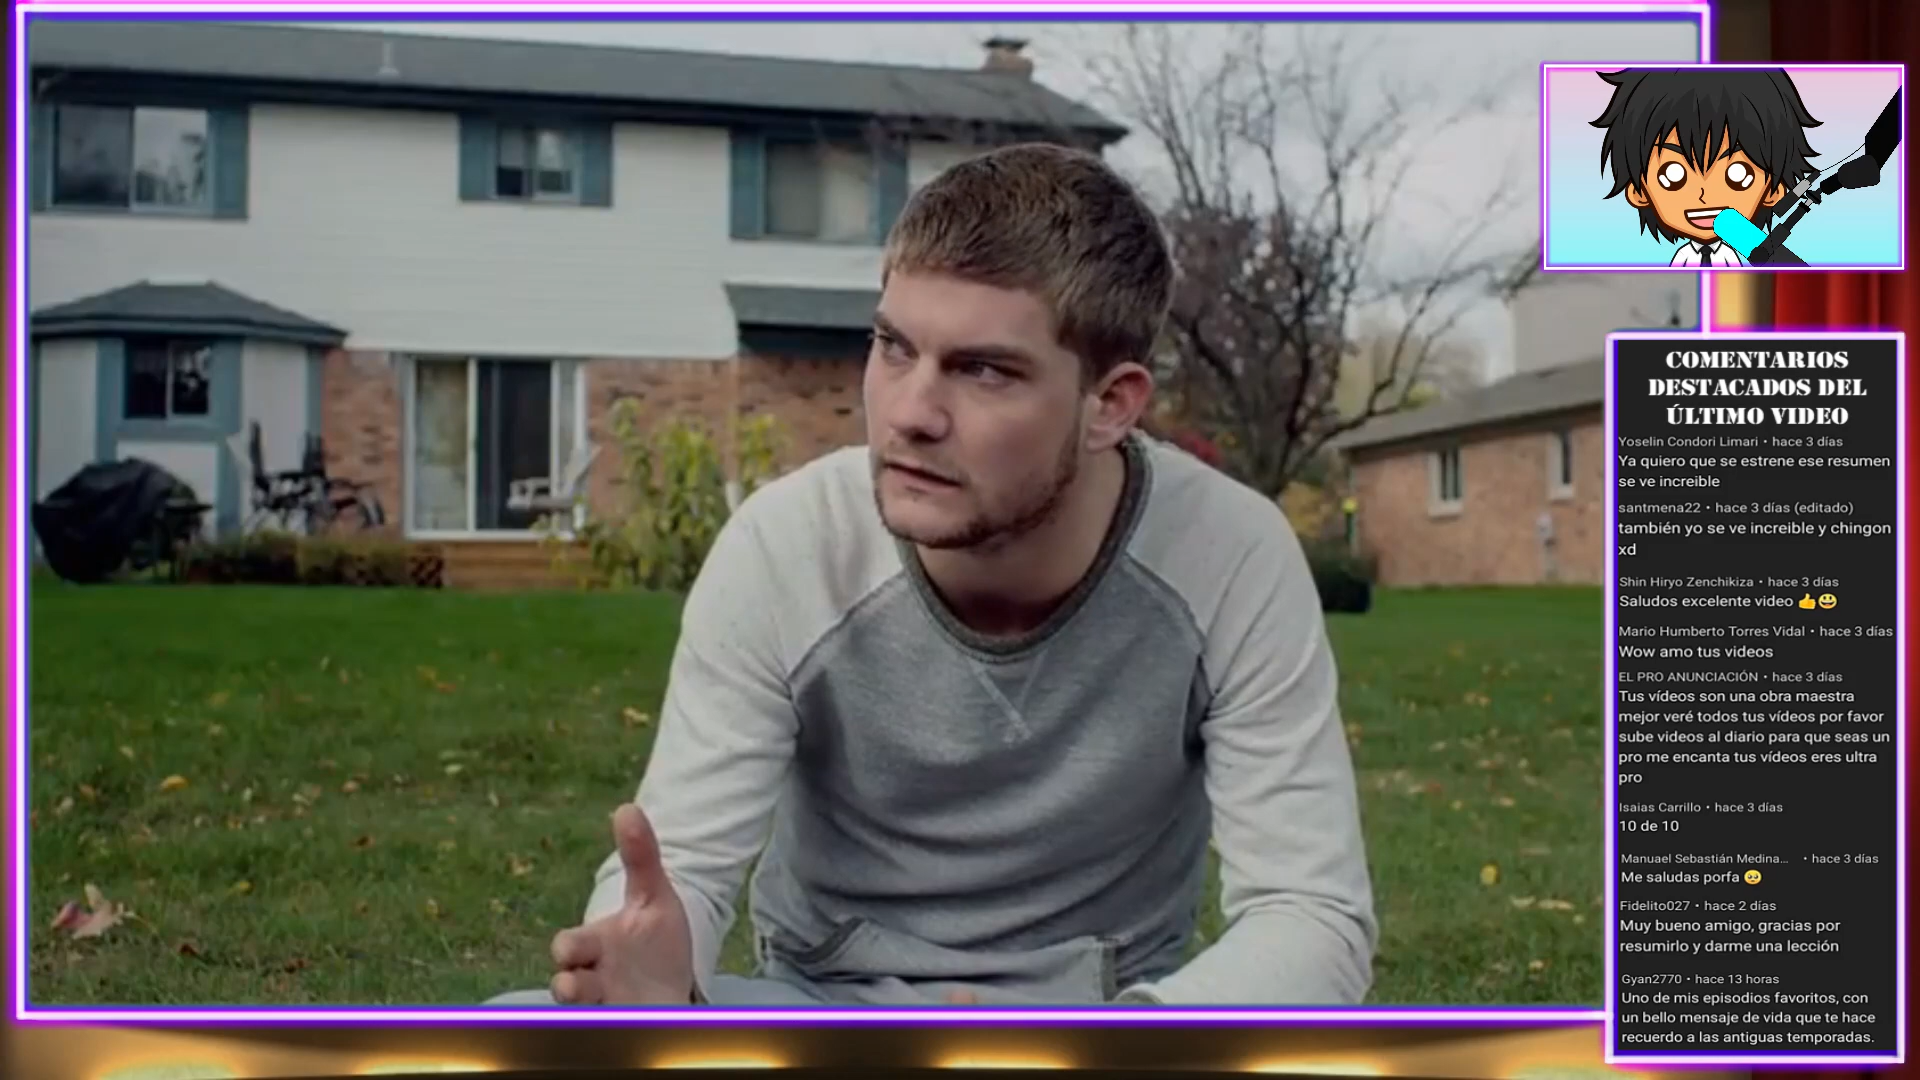 COMENTARIOS
DESTACADOS DEL
ÚLTIMO VIDEO
Yoselin Condori Limari • hace 3 días
Ya quiero que se estrene ese resumen
se ve increible
santmena22 • hace 3 días (editado)
también yo se ve increible y chingon
xd
Shin Hiryo Zenchikiza • hace 3 días
Saludos excelente video 👍😃
Mario Humberto Torres Vidal • hace 3 días
Wow amo tus videos
EL PRO ANUNCIACIÓN • hace 3 días
Tus vídeos son una obra maestra
mejor veré todos tus vídeos por favor
sube videos al diario para que seas un
pro me encanta tus vídeos eres ultra
pro
Isaias Carrillo • hace 3 días
10 de 10
Manuael Sebastián Medina... • hace 3 días
Me saludas porfa 🥺
Fidelito027 • hace 2 días
Muy bueno amigo, gracias por
resumirlo y darme una lección
Gyan2770 • hace 13 horas
Uno de mis episodios favoritos, con
un bello mensaje de vida que te hace
recuerdo a las antiguas temporadas.